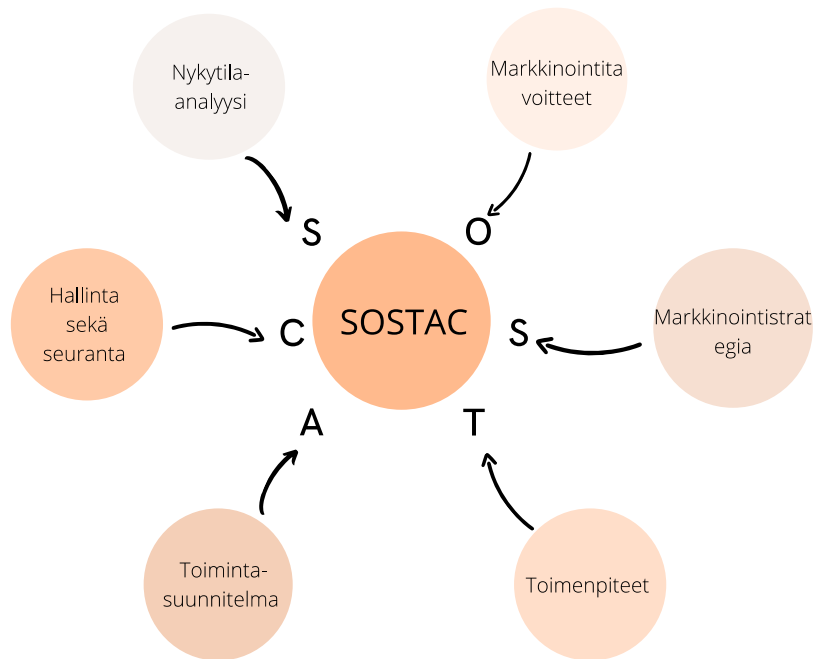 Nykytila-
analyysi
Markkinointita
voitteet
S
O
Hallinta
sekä
seuranta
C
SOSTAC
S
Markkinointistrat
egia
A
T
Toiminta-
suunnitelma
Toimenpiteet